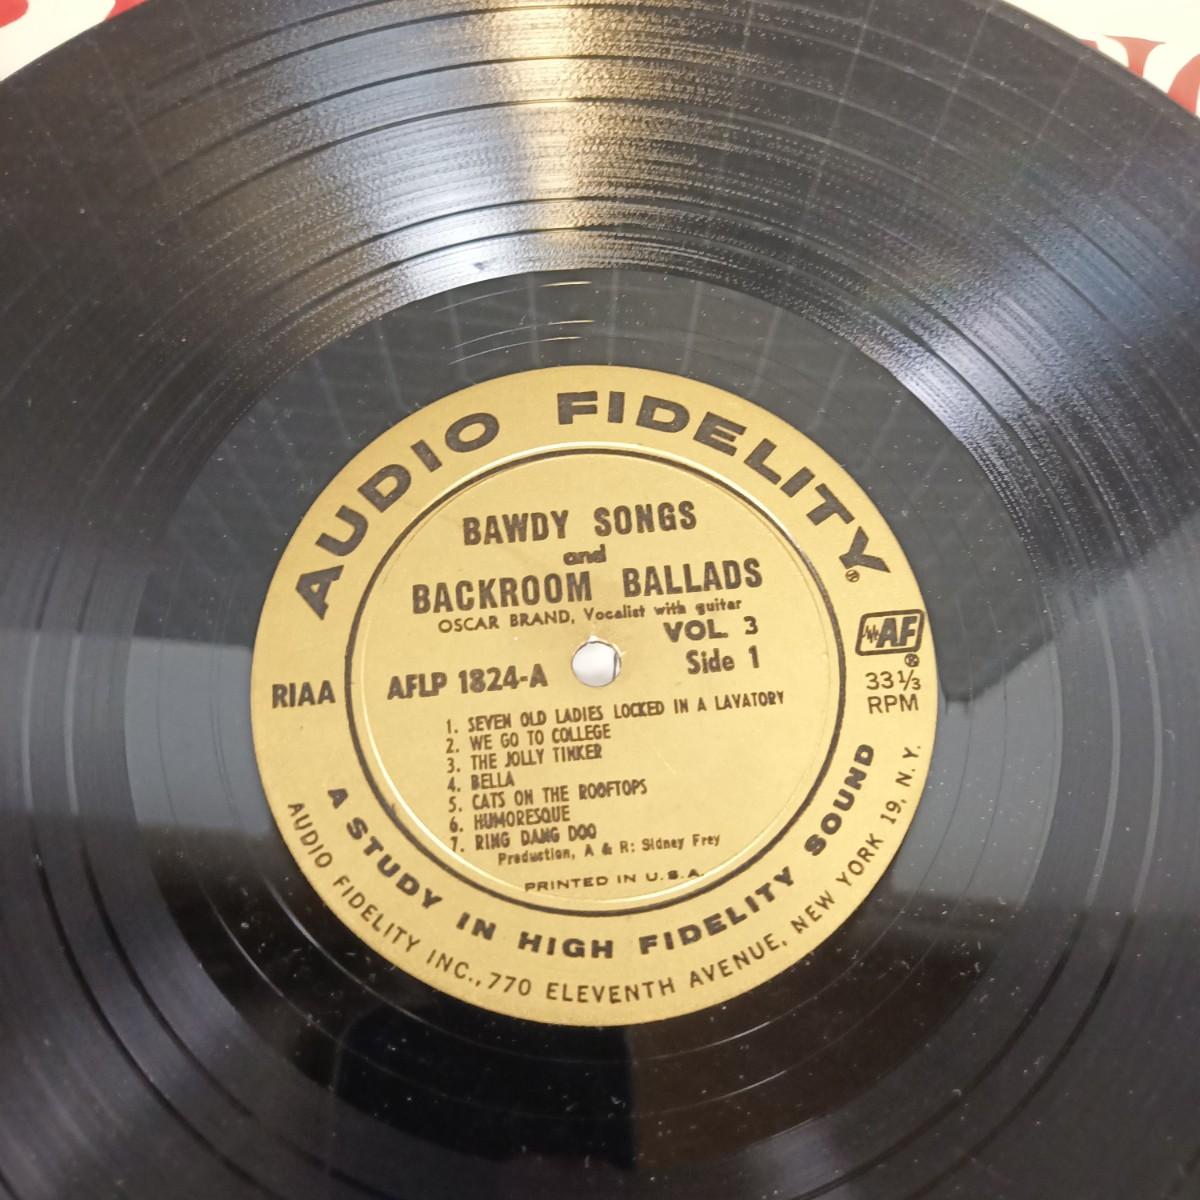 AUDIO FIDELITY ®
BAWDY SONGS
and
BACKROOM BALLADS
OSCAR BRAND, Vocalist with guitar
VOL. 3
AFLP 1824-A
Side 1
RIAA
AF ®
33⅓
RPM
1. SEVEN OLD LADIES LOCKED IN A LAVATORY
2. WE GO TO COLLEGE
3. THE JOLLY TINKER
4. BELLA
5. CATS ON THE ROOFTOPS
6. HUMORESQUE
7. RING DANG DOO
Production, A & R: Sidney Frey
PRINTED IN U.S.A.
A STUDY IN HIGH FIDELITY SOUND
AUDIO FIDELITY INC., 770 ELEVENTH AVENUE, NEW YORK 19, N.Y.